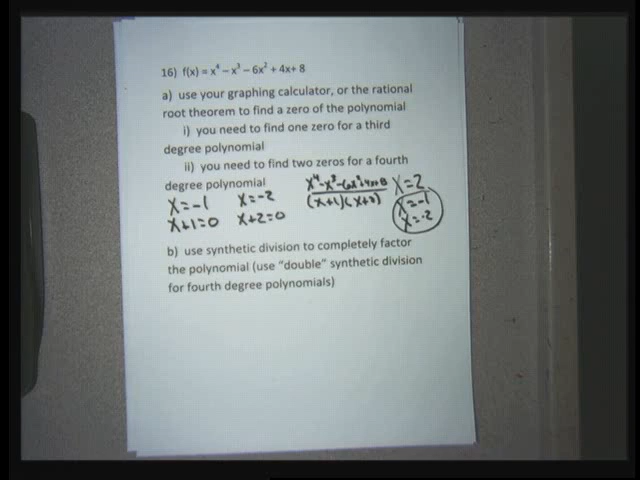 16) f(x) = x⁴ – x³ – 6x² + 4x+ 8
a) use your graphing calculator, or the rational
root theorem to find a zero of the polynomial
i) you need to find one zero for a third
degree polynomial
ii) you need to find two zeros for a fourth
degree polynomial
x=-1 x=-2
x+1=0 x+2=0
x⁴-x³-6x²+4x+8
(x+1)(x+2)
x=2
x=-1
x=-2
b) use synthetic division to completely factor
the polynomial (use “double” synthetic division
for fourth degree polynomials)